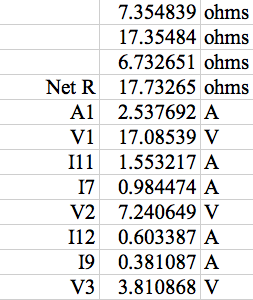 7.354839 ohms
17.35484 ohms
6.732651 ohms
Net R 17.73265 ohms
A1 2.537692 A
V1 17.08539 V
I11 1.553217 A
I7 0.984474 A
V2 7.240649 V
I12 0.603387 A
I9 0.381087 A
V3 3.810868 V